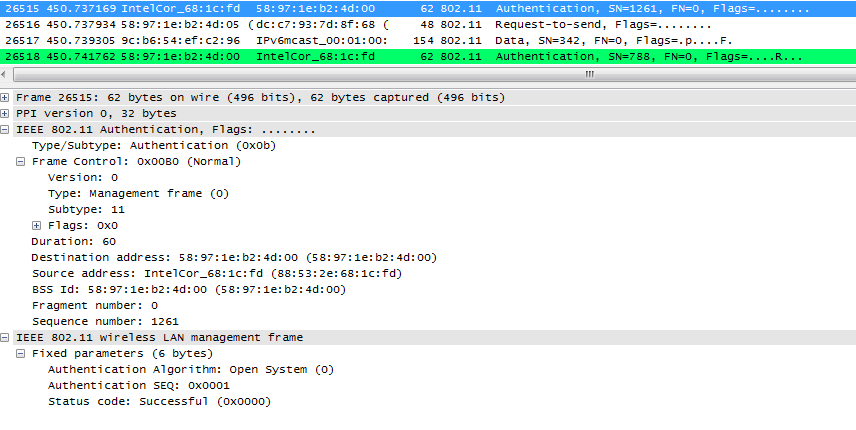 26515 450.737169 IntelCor_68:1c:fd 58:97:1e:b2:4d:00 62 802.11 Authentication, SN=1261, FN=0, Flags=........
26516 450.737934 58:97:1e:b2:4d:05 (dc:c7:93:7d:8f:68 ( 48 802.11 Request-to-send, Flags=........
26517 450.739305 9c:b6:54:ef:c2:96 IPv6mcast_00:01:00: 154 802.11 Data, SN=342, FN=0, Flags=.p....F.
26518 450.741762 58:97:1e:b2:4d:00 IntelCor_68:1c:fd 62 802.11 Authentication, SN=788, FN=0, Flags=....R...
Frame 26515: 62 bytes on wire (496 bits), 62 bytes captured (496 bits)
PPI version 0, 32 bytes
IEEE 802.11 Authentication, Flags: ........
Type/Subtype: Authentication (0x0b)
Frame Control: 0x00B0 (Normal)
Version: 0
Type: Management frame (0)
Subtype: 11
Flags: 0x0
Duration: 60
Destination address: 58:97:1e:b2:4d:00 (58:97:1e:b2:4d:00)
Source address: IntelCor_68:1c:fd (88:53:2e:68:1c:fd)
BSS Id: 58:97:1e:b2:4d:00 (58:97:1e:b2:4d:00)
Fragment number: 0
Sequence number: 1261
IEEE 802.11 wireless LAN management frame
Fixed parameters (6 bytes)
Authentication Algorithm: Open System (0)
Authentication SEQ: 0x0001
Status code: Successful (0x0000)